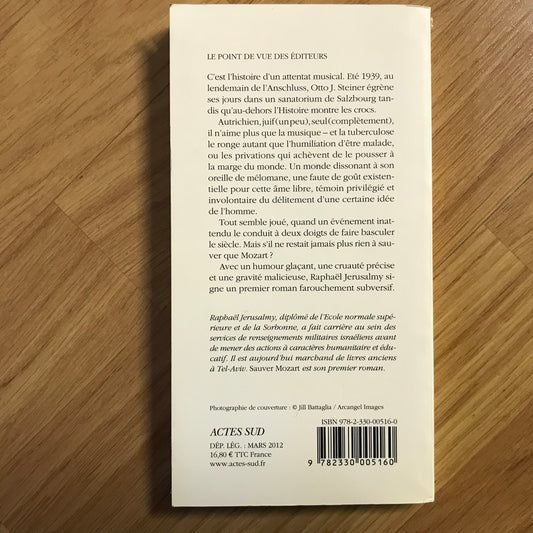 LE POINT DE VUE DES ÉDITEURS
C'est l'histoire d'un attentat musical. Eté 1939, au
lendemain de l'Anschluss, Otto J. Steiner égrène
ses jours dans un sanatorium de Salzbourg tan-
dis qu'au-dehors l'Histoire montre les crocs.
Autrichien, juif (un peu), seul (complètement),
il n'aime plus que la musique – et la tuberculose
le ronge autant que l'humiliation d'être malade,
ou les privations qui achèvent de le pousser à
la marge du monde. Un monde dissonant à
son oreille de mélomane, une faute de goût existen-
tielle pour cette âme libre, témoin privilégié et
involontaire du délitement d'une certaine idée
de l'homme.
Tout semble joué, quand un événement inat-
tendu le conduit à deux doigts de faire basculer
le siècle. Mais s'il ne restait jamais plus rien à sau-
ver que Mozart ?
Avec un humour glaçant, une cruauté précise
et une gravité malicieuse, Raphaël Jerusalmy si-
gne un premier roman farouchement subversif.
Raphaël Jerusalmy, diplômé de l'Ecole normale supé-
rieure et de la Sorbonne, a fait carrière au sein des
services de renseignements militaires israéliens avant
de mener des actions à caractères humanitaire et édu-
catif. Il est aujourd'hui marchand de livres anciens
à Tel-Aviv. Sauver Mozart est son premier roman.
Photographie de couverture : © Jill Battaglia / Arcangel Images
ACTES SUD
DÉP. LÉG. : MARS 2012
16,80 € TTC France
www.actes-sud.fr
ISBN 978-2-330-00516-0
9 782330 005160